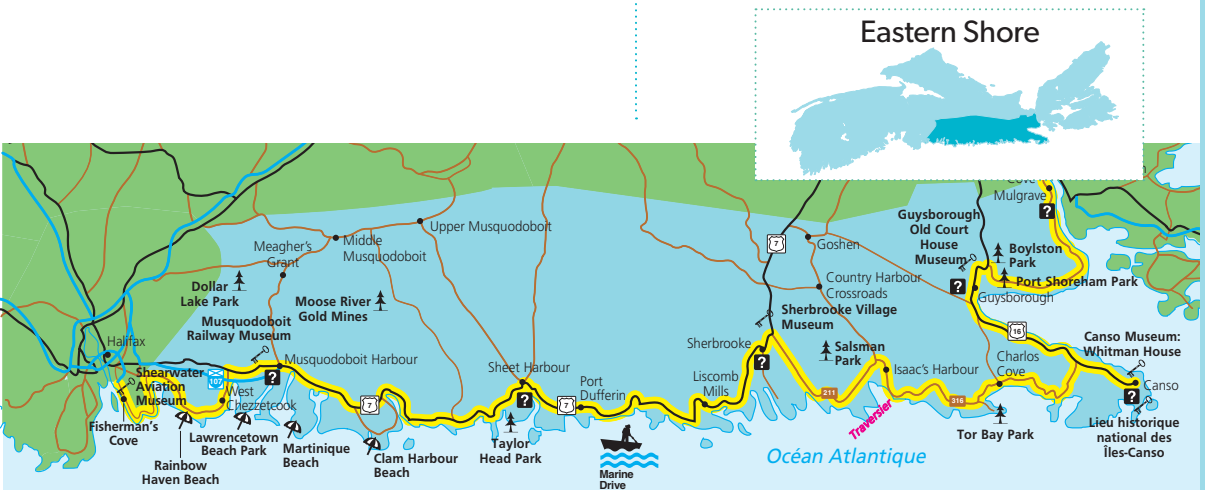 Eastern Shore
Cove
Mulgrave
?
Guysborough
Old Court
House
Museum
Boylston
Park
Port Shoreham Park
?
Guysborough
Upper Musquodoboit
Middle
Musquodoboit
Meagher's
Grant
7
Goshen
Dollar
Lake Park
Moose River
Gold Mines
Country Harbour
Crossroads
Sherbrooke Village
Museum
Musquodoboit
Railway Museum
16
Halifax
Sherbrooke
?
Salsman
Park
Canso Museum:
Whitman House
Musquodoboit Harbour
?
Shearwater
Aviation
Museum
107
West
Chezzetcook
Sheet Harbour
?
Port
Dufferin
7
7
Liscomb
Mills
Isaac's Harbour
Charlos
Cove
Canso
?
211
316
Traversier
Fisherman's
Cove
Lawrencetown
Beach Park
Martinique
Beach
Rainbow
Haven Beach
Clam Harbour
Beach
Taylor
Head Park
Marine
Drive
Tor Bay Park
Lieu historique
national des
Îles-Canso
Océan Atlantique